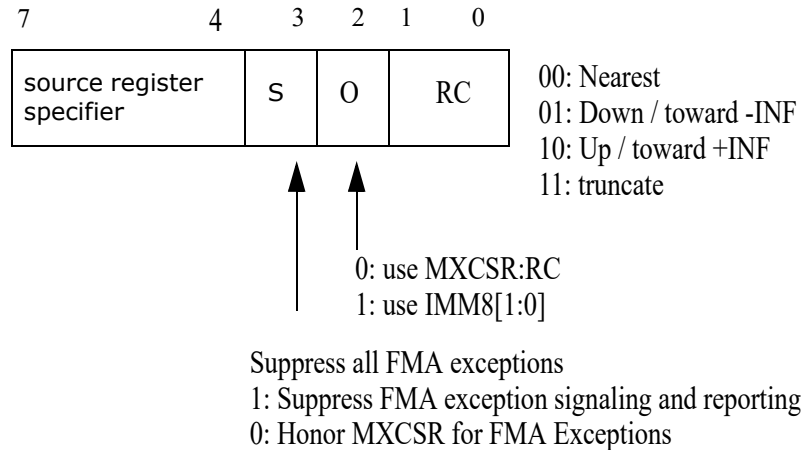 7 4 3 2 1 0
source register
specifier
S O RC
00: Nearest
01: Down / toward -INF
10: Up / toward +INF
11: truncate
0: use MXCSR:RC
1: use IMM8[1:0]
Suppress all FMA exceptions
1: Suppress FMA exception signaling and reporting
0: Honor MXCSR for FMA Exceptions